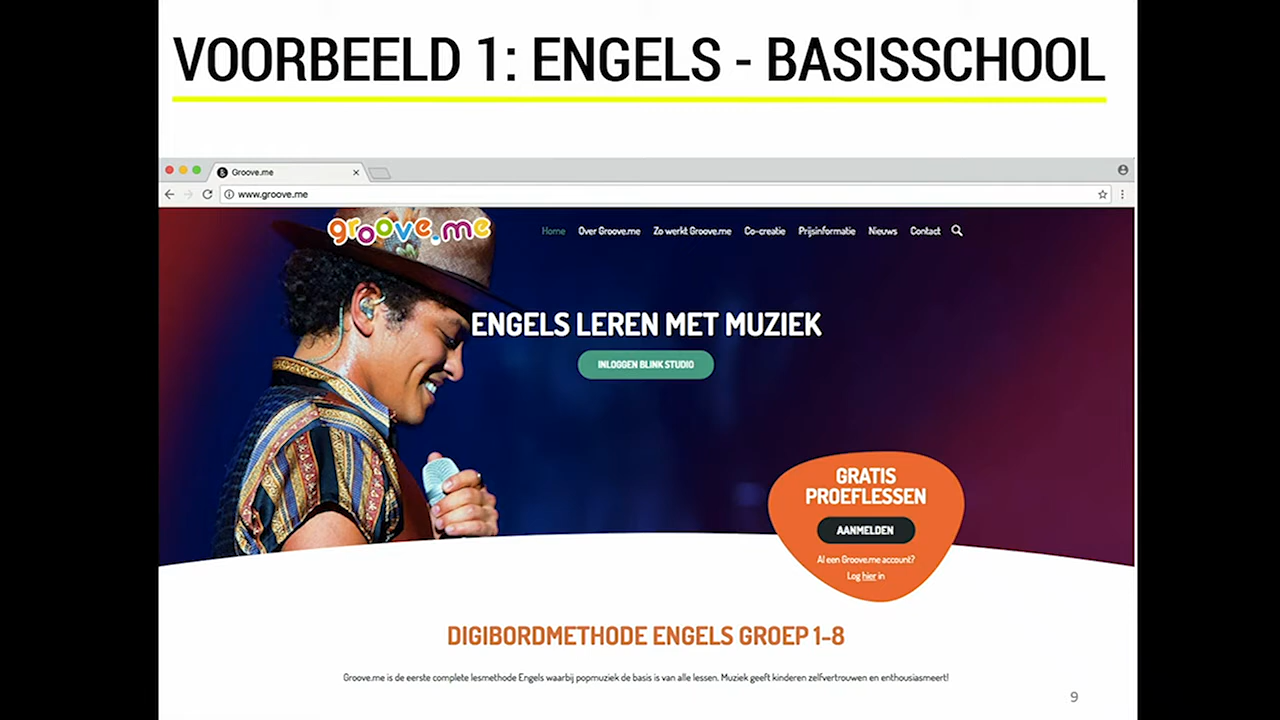 VOORBEELD 1: ENGELS - BASISSCHOOL
Groove.me
www.groove.me
groove.me
Home Over Groove.me Zo werkt Groove.me Co-creatie Prijsinformatie Nieuws Contact
ENGELS LEREN MET MUZIEK
INLOGGEN BLINK STUDIO
GRATIS
PROEFLESSEN
AANMELDEN
Al een Groove.me account?
Log hier in
DIGIBORDMETHODE ENGELS GROEP 1-8
Groove.me is de eerste complete lesmethode Engels waarbij popmuziek de basis is van alle lessen. Muziek geeft kinderen zelfvertrouwen en enthousiasmeert!
9